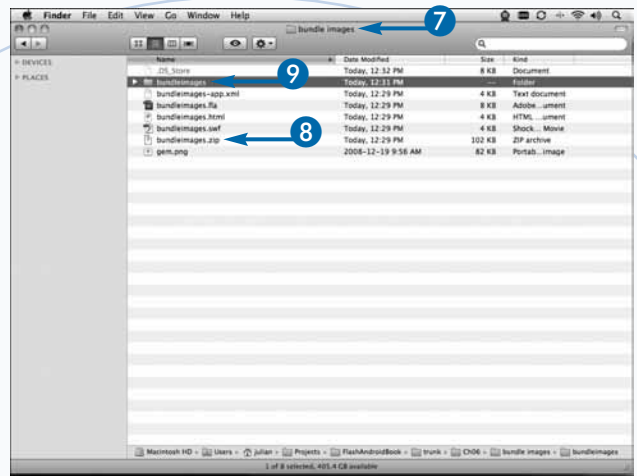 Finder File Edit View Go Window Help
bundle images
7
DEVICES
PLACES
Name Date Modified Size Kind
.DS_Store Today, 12:32 PM 8 KB Document
bundleimages Today, 12:31 PM -- Folder
9
bundleimages-app.xml Today, 12:29 PM 4 KB Text document
bundleimages.fla Today, 12:29 PM 8 KB Adobe...ument
bundleimages.html Today, 12:29 PM 4 KB HTML...ument
bundleimages.swf Today, 12:29 PM 4 KB Shock... Movie
bundleimages.zip Today, 12:29 PM 102 KB ZIP archive
8
gem.png 2008-12-19 9:56 AM 82 KB Portab...image
Macintosh HD Users julian Projects FlashAndroidBook trunk Ch06 bundle images bundleimages
1 of 8 selected, 405.4 GB available